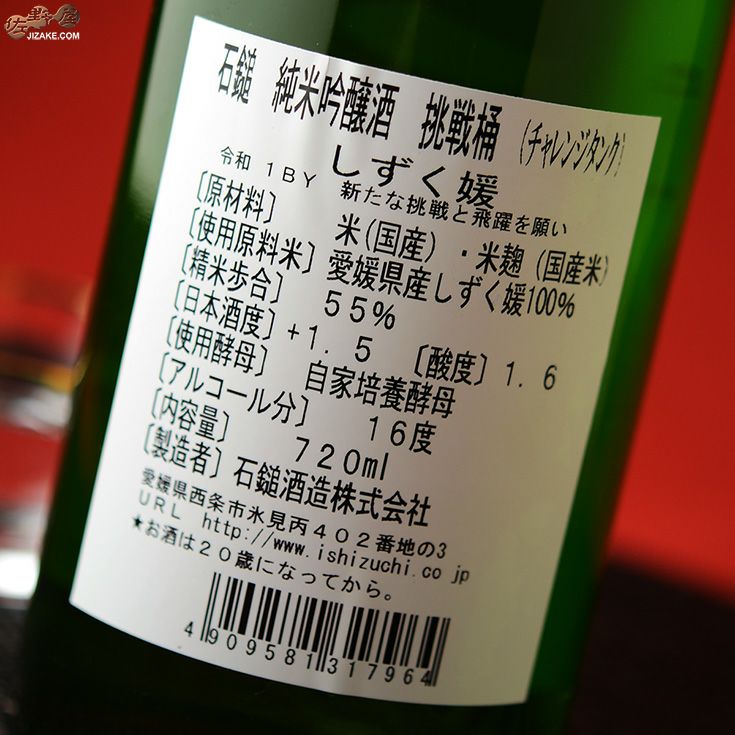 佐野屋
JIZAKE.COM
石鎚 純米吟醸酒 挑戦桶 (チャレンジタンク)
しずく媛
令和 1BY 新たな挑戦と飛躍を願い
〔原材料〕 米(国産)・米麹(国産米)
〔使用原料米〕愛媛県産しずく媛100%
〔精米歩合〕 55%
〔日本酒度〕+1.5 〔酸度〕1.6
〔使用酵母〕 自家培養酵母
〔アルコール分〕 16度
〔内容量〕 720ml
〔製造者〕石鎚酒造株式会社
愛媛県西条市氷見丙402番地の3
URL http://www.ishizuchi.co jp
★お酒は20歳になってから。
4909581317964